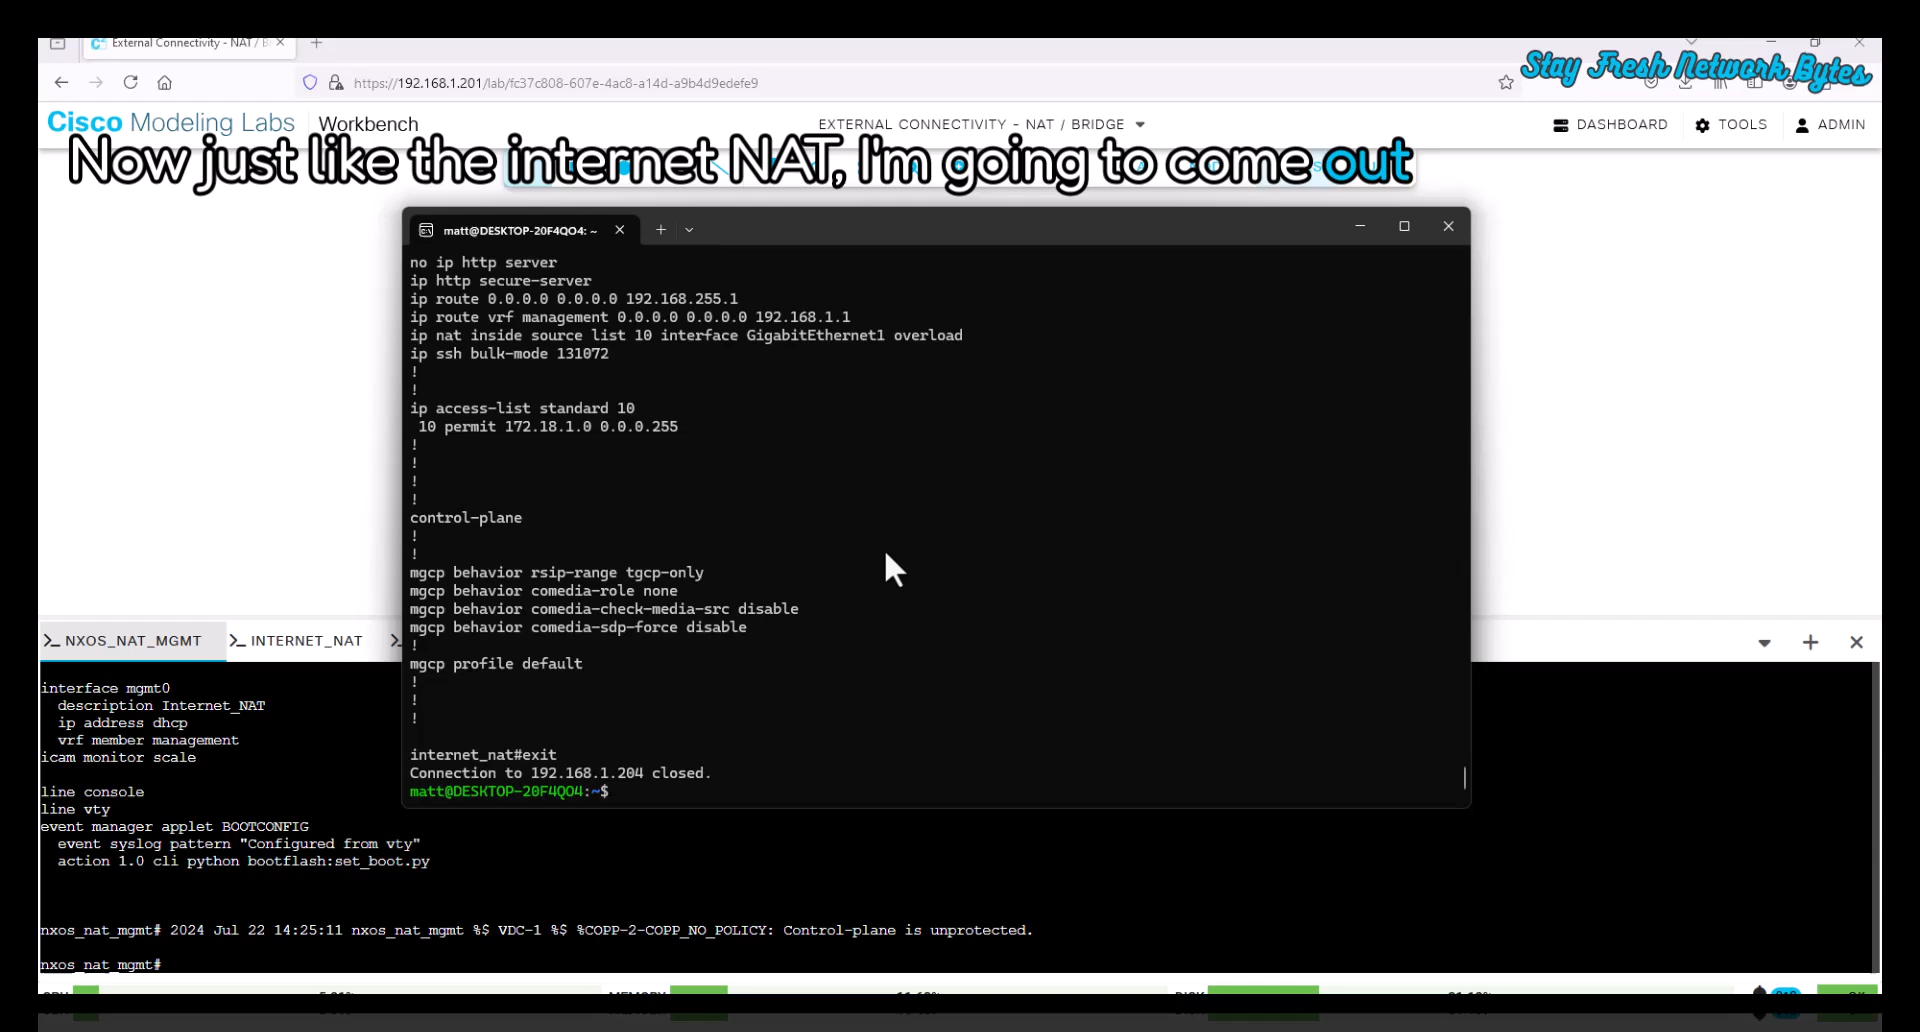 External Connectivity - NAT / B
Stay Fresh Network Bytes
https://192.168.1.201/lab/fc37c808-607e-4ac8-a14d-a9b4d9edefe9
Cisco Modeling Labs
Workbench
EXTERNAL CONNECTIVITY - NAT / BRIDGE
DASHBOARD
TOOLS
ADMIN
Now just like the internet NAT, I'm going to come out
matt@DESKTOP-20F4QO4: ~
no ip http server
ip http secure-server
ip route 0.0.0.0 0.0.0.0 192.168.255.1
ip route vrf management 0.0.0.0 0.0.0.0 192.168.1.1
ip nat inside source list 10 interface GigabitEthernet1 overload
ip ssh bulk-mode 131072
!
!
ip access-list standard 10
10 permit 172.18.1.0 0.0.0.255
!
!
!
!
control-plane
!
!
mgcp behavior rsip-range tgcp-only
mgcp behavior comedia-role none
mgcp behavior comedia-check-media-src disable
mgcp behavior comedia-sdp-force disable
!
mgcp profile default
!
!
!
internet_nat#exit
Connection to 192.168.1.204 closed.
matt@DESKTOP-20F4QO4:~$
NXOS_NAT_MGMT
INTERNET_NAT
interface mgmt0
description Internet_NAT
ip address dhcp
vrf member management
icam monitor scale
line console
line vty
event manager applet BOOTCONFIG
event syslog pattern "Configured from vty"
action 1.0 cli python bootflash:set_boot.py
nxos_nat_mgmt# 2024 Jul 22 14:25:11 nxos_nat_mgmt %$ VDC-1 %$ %COPP-2-COPP_NO_POLICY: Control-plane is unprotected.
nxos_nat_mgmt#